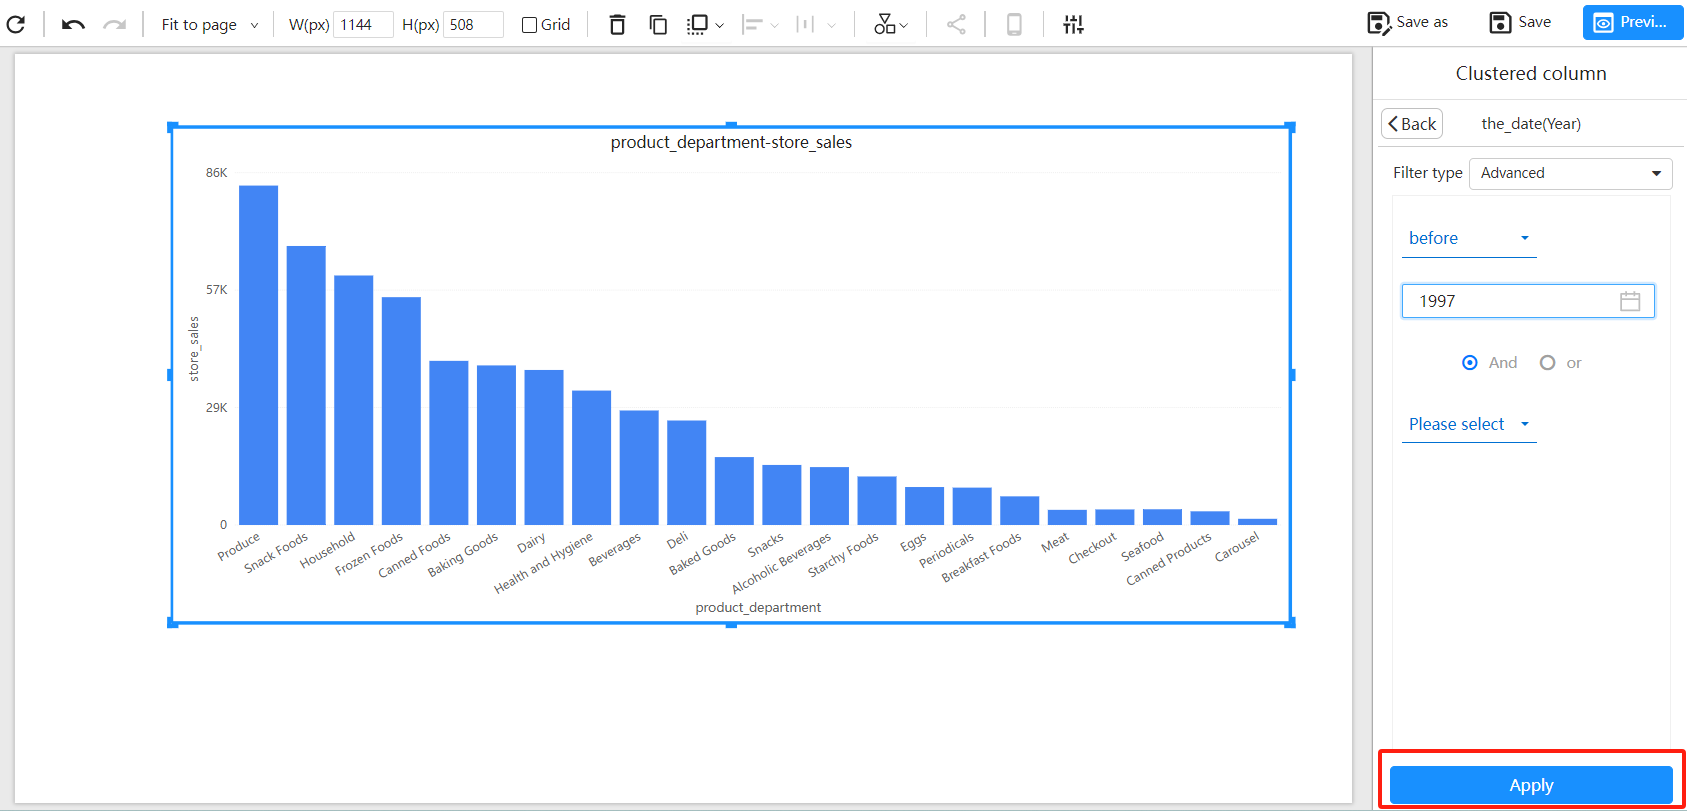 Fit to page W(px) 1144 H(px) 508 Grid Save as Save Previ...
Clustered column
Back the_date(Year)
Filter type Advanced
before
1997
And or
Please select
Apply
product_department-store_sales
86K
57K
29K
0
store_sales
Produce
Snack Foods
Household
Frozen Foods
Canned Foods
Baking Goods
Dairy
Health and Hygiene
Beverages
Deli
Baked Goods
Snacks
Alcoholic Beverages
Starchy Foods
Eggs
Periodicals
Breakfast Foods
Meat
Checkout
Seafood
Canned Products
Carousel
product_department